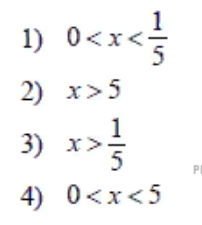 1) 0 < x < 1/5
2) x > 5
3) x > 1/5
4) 0 < x < 5